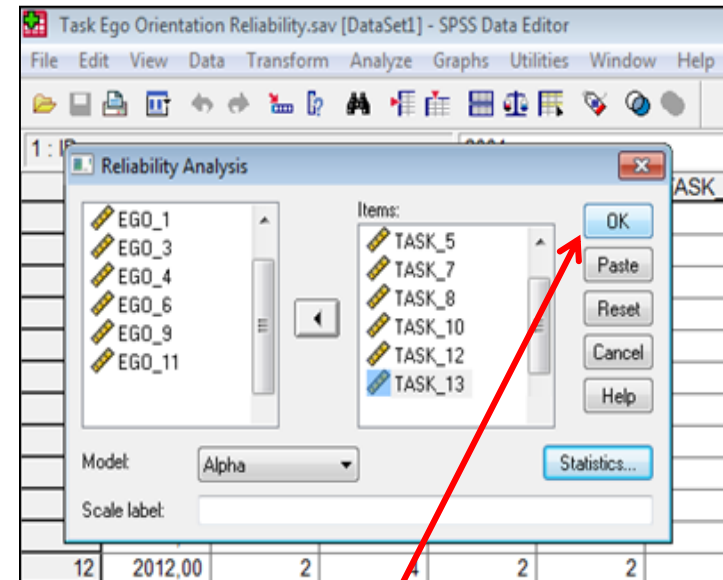 Task Ego Orientation Reliability.sav [DataSet1] - SPSS Data Editor
File Edit View Data Transform Analyze Graphs Utilities Window Help
Reliability Analysis
EGO_1
EGO_3
EGO_4
EGO_6
EGO_9
EGO_11
Items:
TASK_5
TASK_7
TASK_8
TASK_10
TASK_12
TASK_13
OK
Paste
Reset
Cancel
Help
Model: Alpha
Statistics...
Scale label:
12 2012,00 2 4 2 2